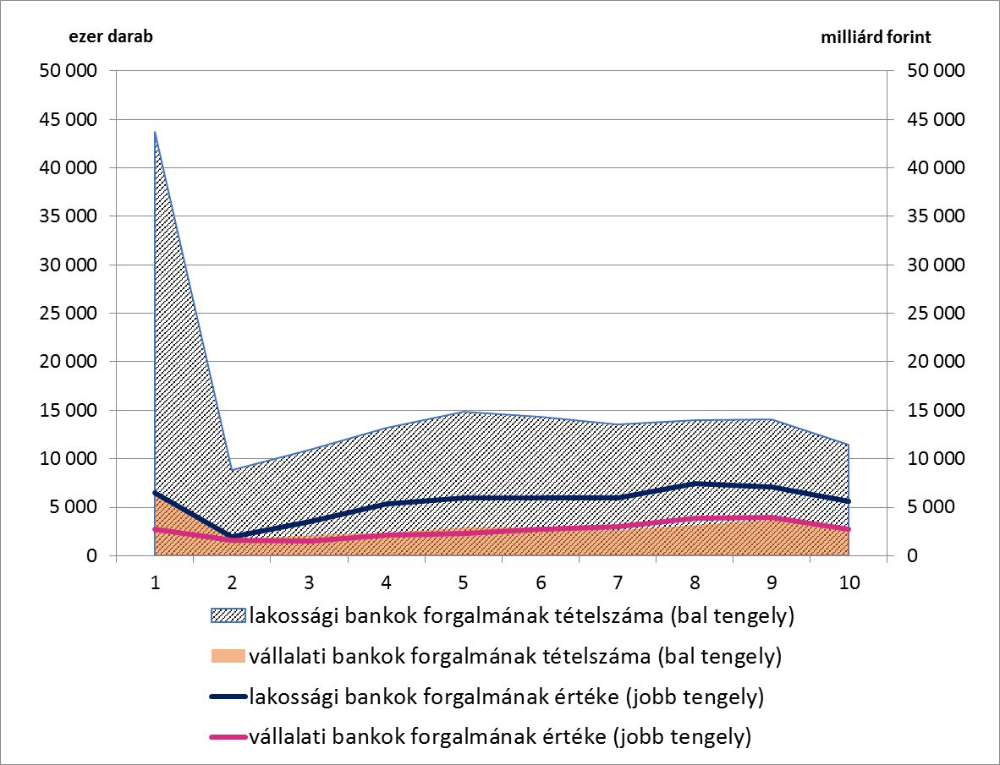 ezer darab milliárd forint
50 000 50 000
45 000 45 000
40 000 40 000
35 000 35 000
30 000 30 000
25 000 25 000
20 000 20 000
15 000 15 000
10 000 10 000
5 000 5 000
0 0
1 2 3 4 5 6 7 8 9 10
lakossági bankok forgalmának tételszáma (bal tengely)
vállalati bankok forgalmának tételszáma (bal tengely)
lakossági bankok forgalmának értéke (jobb tengely)
vállalati bankok forgalmának értéke (jobb tengely)